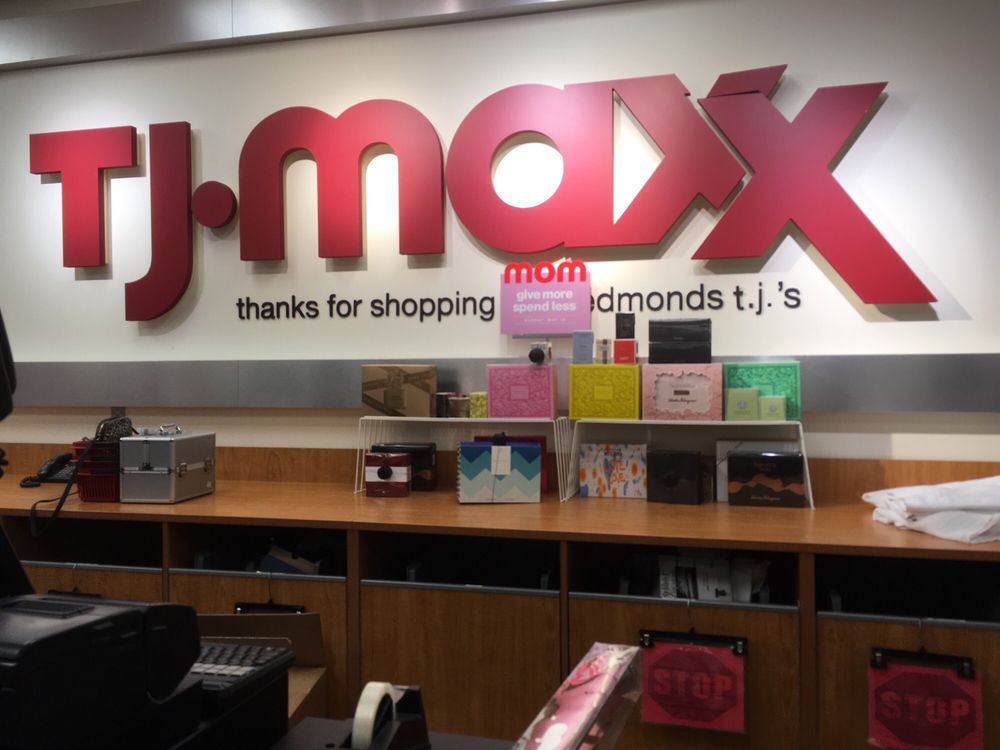 TJ·maxx
thanks for shopping edmonds t.j.'s
mom
give more
spend less
STOP
STOP